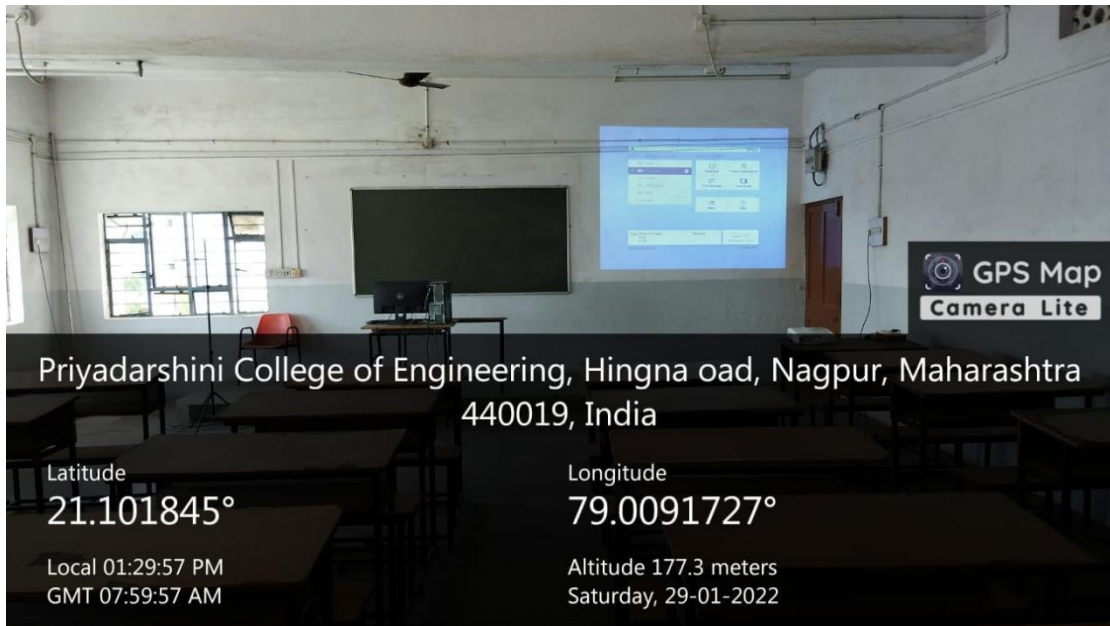 GPS Map
Camera Lite
Priyadarshini College of Engineering, Hingna oad, Nagpur, Maharashtra
440019, India
Latitude
21.101845°
Longitude
79.0091727°
Local 01:29:57 PM
GMT 07:59:57 AM
Altitude 177.3 meters
Saturday, 29-01-2022